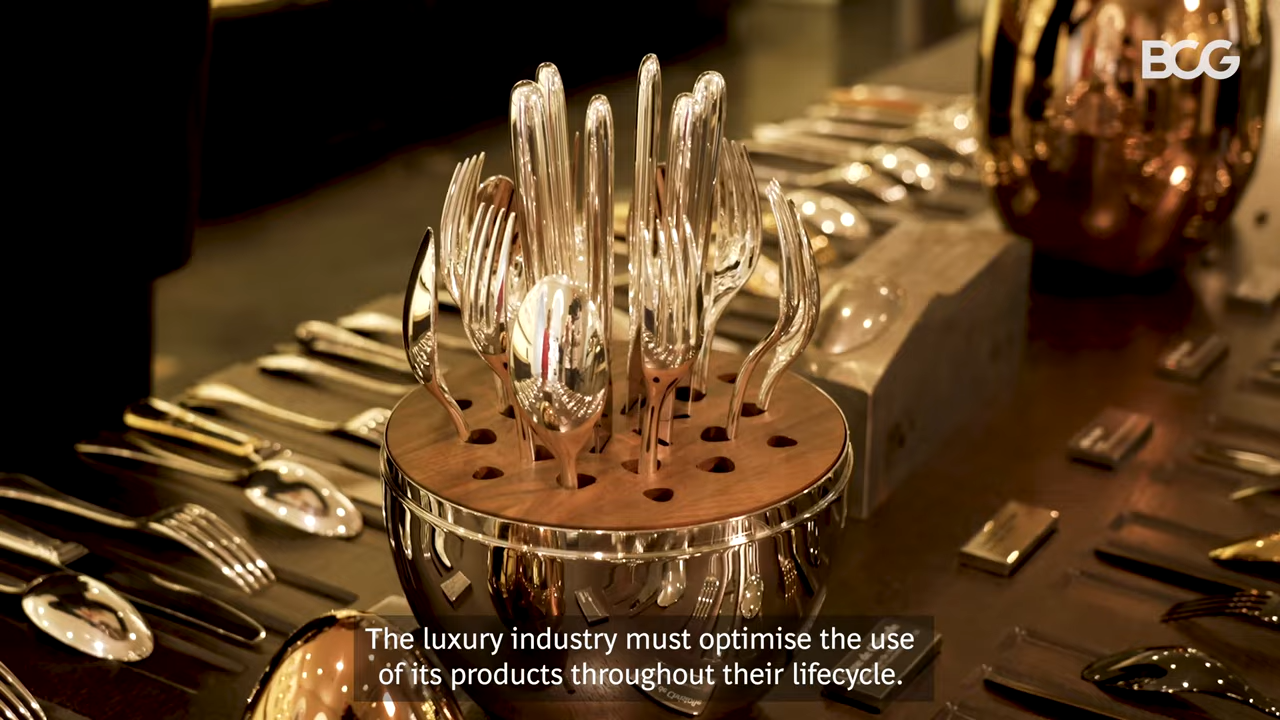 BCG
The luxury industry must optimise the use
of its products throughout their lifecycle.